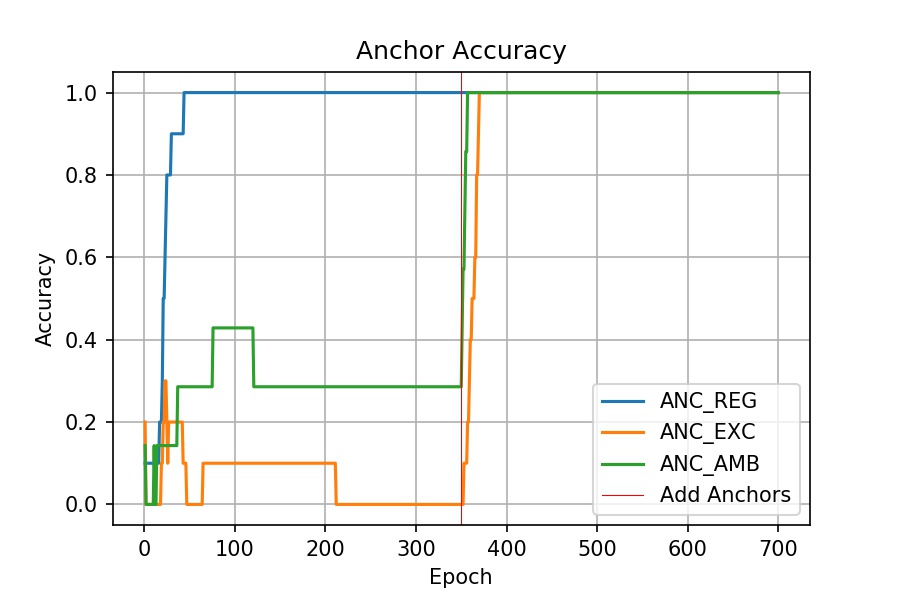 Anchor Accuracy
1.0
0.8
0.6
0.4
0.2
0.0
Accuracy
ANC_REG
ANC_EXC
ANC_AMB
Add Anchors
0 100 200 300 400 500 600 700
Epoch